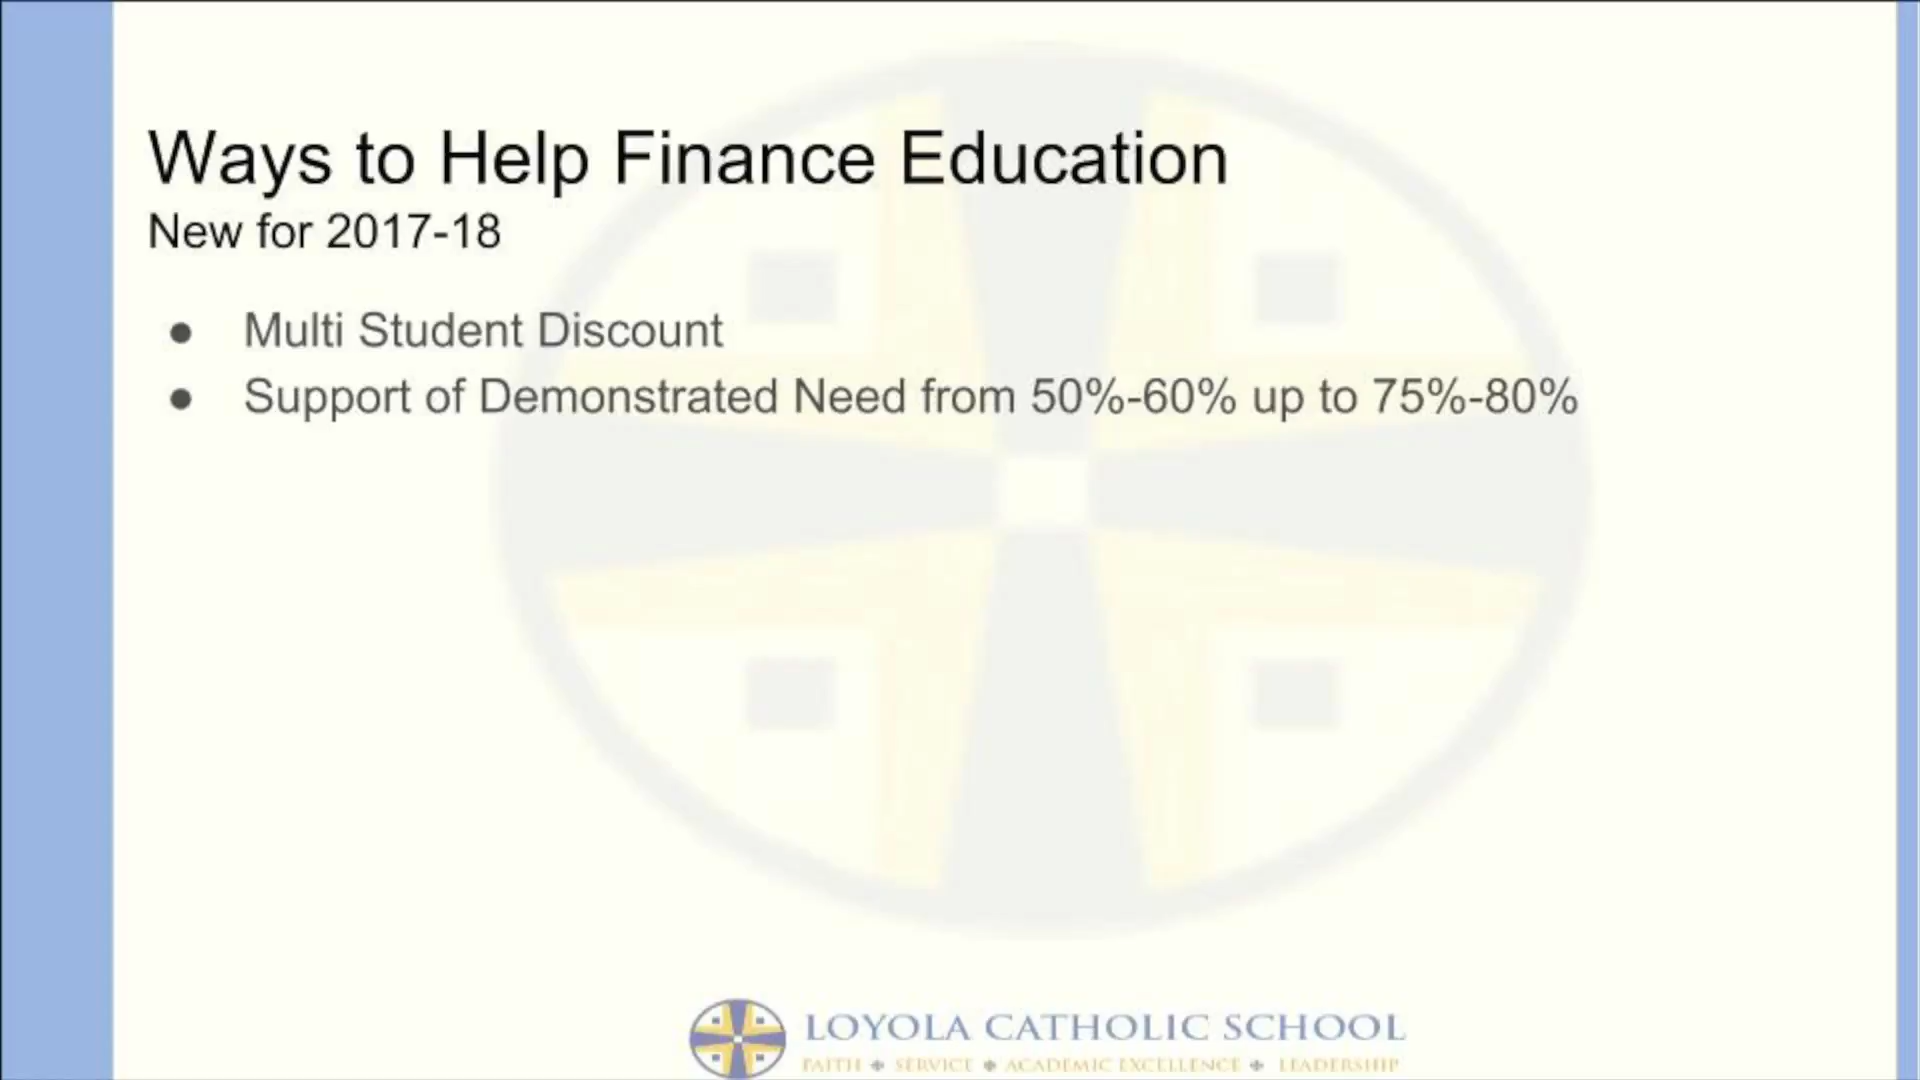 Ways to Help Finance Education
New for 2017-18
● Multi Student Discount
● Support of Demonstrated Need from 50%-60% up to 75%-80%
LOYOLA CATHOLIC SCHOOL
FAITH ✦ SERVICE ✦ ACADEMIC EXCELLENCE ✦ LEADERSHIP